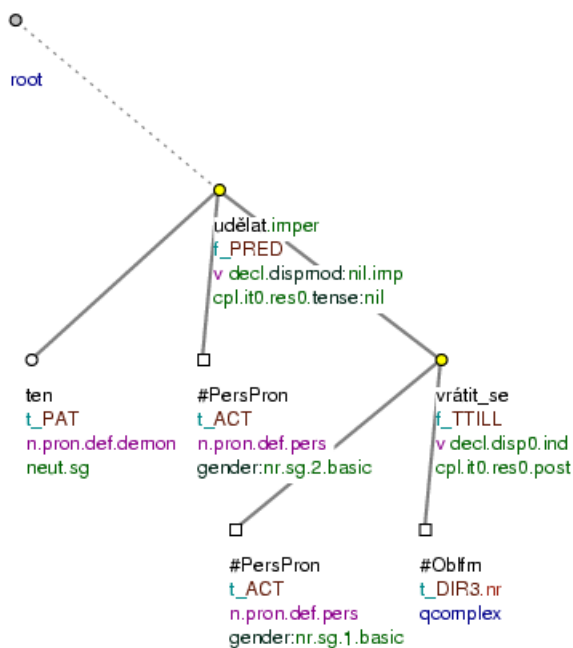 root
udělat.imper
f_PRED
v decl.dispmod:nil.imp
cpl.it0.res0.tense:nil
ten
t_PAT
n.pron.def.demon
neut.sg
#PersPron
t_ACT
n.pron.def.pers
gender:nr.sg.2.basic
vrátit_se
f_TTILL
v decl.disp0.ind
cpl.it0.res0.post
#PersPron
t_ACT
n.pron.def.pers
gender:nr.sg.1.basic
#Oblfm
t_DIR3.nr
qcomplex